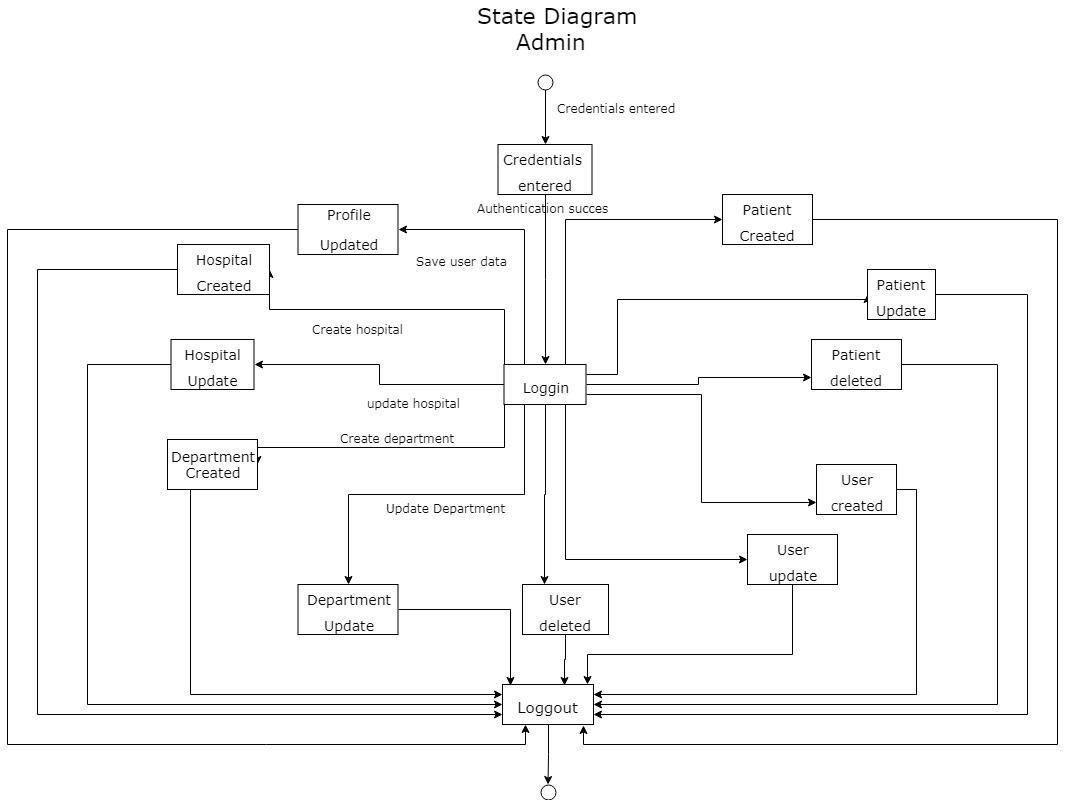 State Diagram
Admin
Credentials entered
Credentials
entered
Authentication succes
Profile
Updated
Patient
Created
Save user data
Hospital
Created
Patient
Update
Create hospital
Hospital
Update
Patient
deleted
Loggin
update hospital
Create department
Department
Created
User
created
Update Department
User
update
Department
Update
User
deleted
Loggout